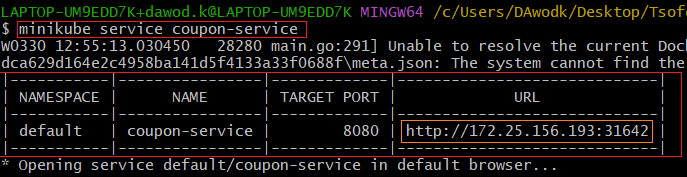 LAPTOP-UM9EDD7K+dawod.k@LAPTOP-UM9EDD7K MINGW64 /c/Users/DAwodk/Desktop/Tsof
$ minikube service coupon-service
W0330 12:55:13.030450   28280 main.go:291] Unable to resolve the current Doc
dca629d164e2c4958ba141d5f4133a33f0688f\meta.json: The system cannot find the
|-----------|----------------|-------------|-----------------------------|
| NAMESPACE |      NAME      | TARGET PORT |             URL             |
|-----------|----------------|-------------|-----------------------------|
| default   | coupon-service |        8080 | http://172.25.156.193:31642 |
|-----------|----------------|-------------|-----------------------------|
* Opening service default/coupon-service in default browser...